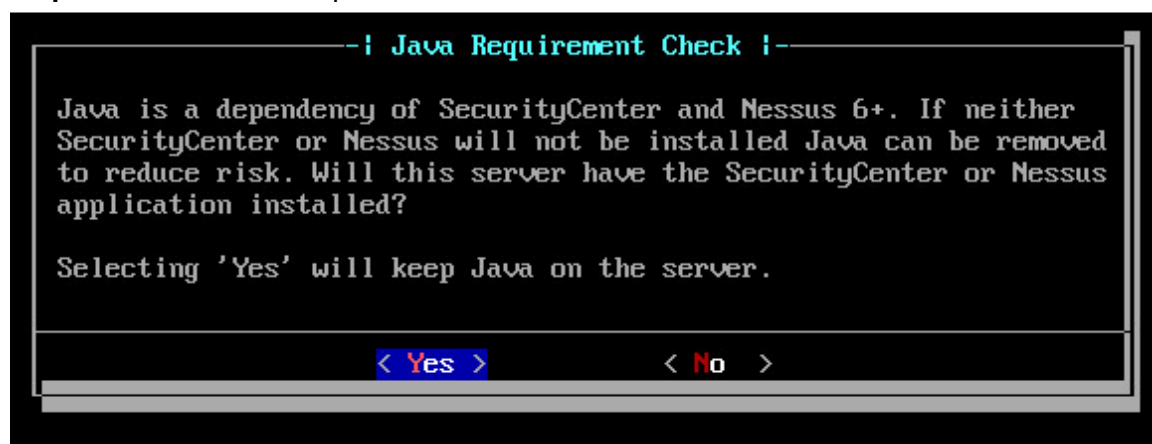 -| Java Requirement Check |-
Java is a dependency of SecurityCenter and Nessus 6+. If neither
SecurityCenter or Nessus will not be installed Java can be removed
to reduce risk. Will this server have the SecurityCenter or Nessus
application installed?
Selecting 'Yes' will keep Java on the server.
< Yes > < No >